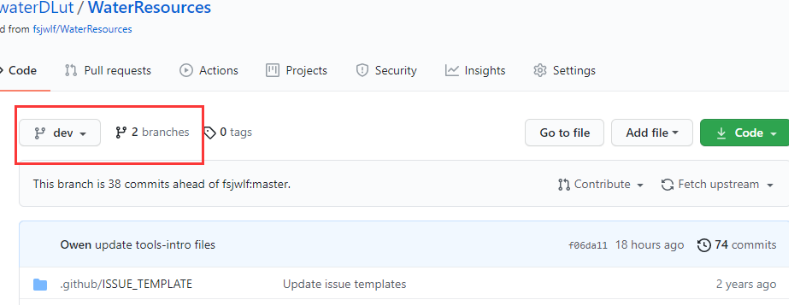 waterDLut / WaterResources
d from fsjwlf/WaterResources
Code Pull requests Actions Projects Security Insights Settings
dev 2 branches 0 tags Go to file Add file Code
This branch is 38 commits ahead of fsjwlf:master. Contribute Fetch upstream
Owen update tools-intro files f06da11 18 hours ago 74 commits
.github/ISSUE_TEMPLATE Update issue templates 2 years ago